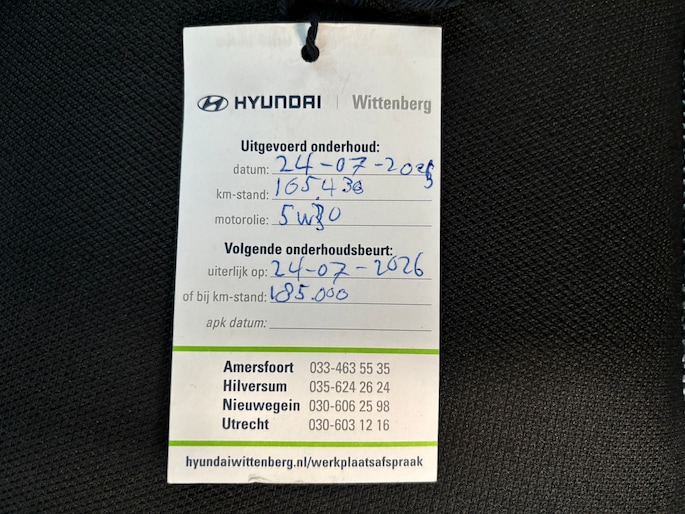 HYUNDAI | Wittenberg
Uitgevoerd onderhoud:
datum: 24-07-2025
km-stand: 165.436
motorolie: 5W30
Volgende onderhoudsbeurt:
uiterlijk op: 24-07-2026
of bij km-stand: 185.000
apk datum:
Amersfoort 033-463 55 35
Hilversum 035-624 26 24
Nieuwegein 030-606 25 98
Utrecht 030-603 12 16
hyundaiwittenberg.nl/werkplaatsafspraak